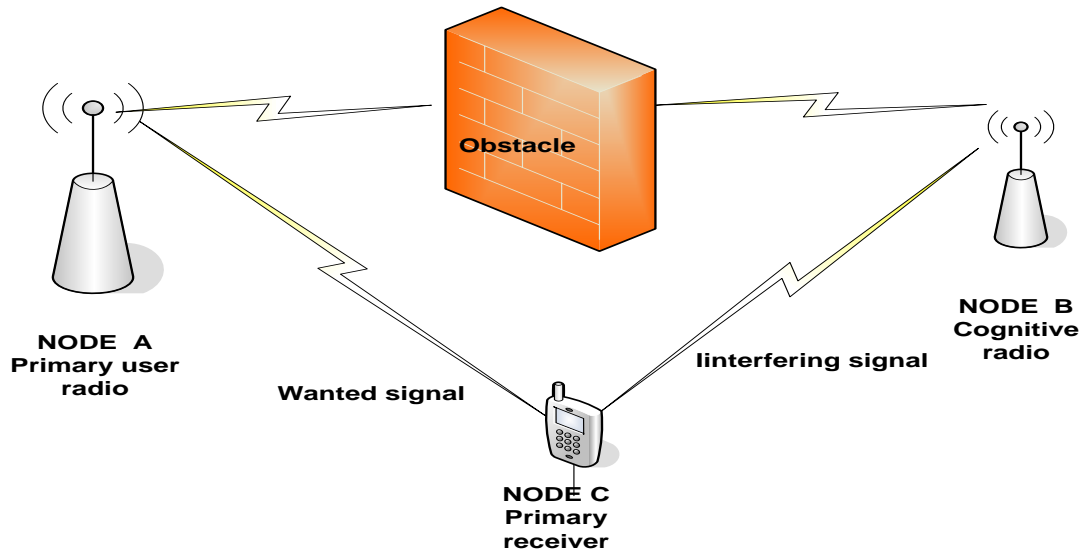 Obstacle
NODE A
Primary user
radio
NODE B
Cognitive
radio
Wanted signal
Iinterfering signal
NODE C
Primary
receiver